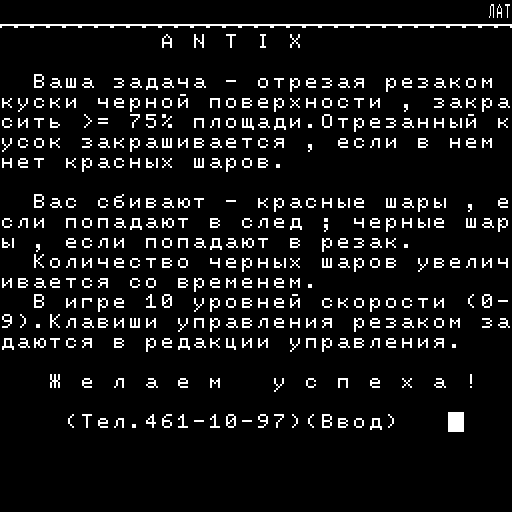 ЛАТ
A N T I X
Ваша задача - отрезая резаком
куски черной поверхности , закра
сить >= 75% площади.Отрезанный к
усок закрашивается , если в нем
нет красных шаров.
Вас сбивают - красные шары , е
сли попадают в след ; черные шар
ы , если попадают в резак.
Количество черных шаров увелич
ивается со временем.
В игре 10 уровней скорости (0-
9).Клавиши управления резаком за
даются в редакции управления.
Ж е л а е м   у с п е х а !
(Тел.461-10-97)(Ввод)